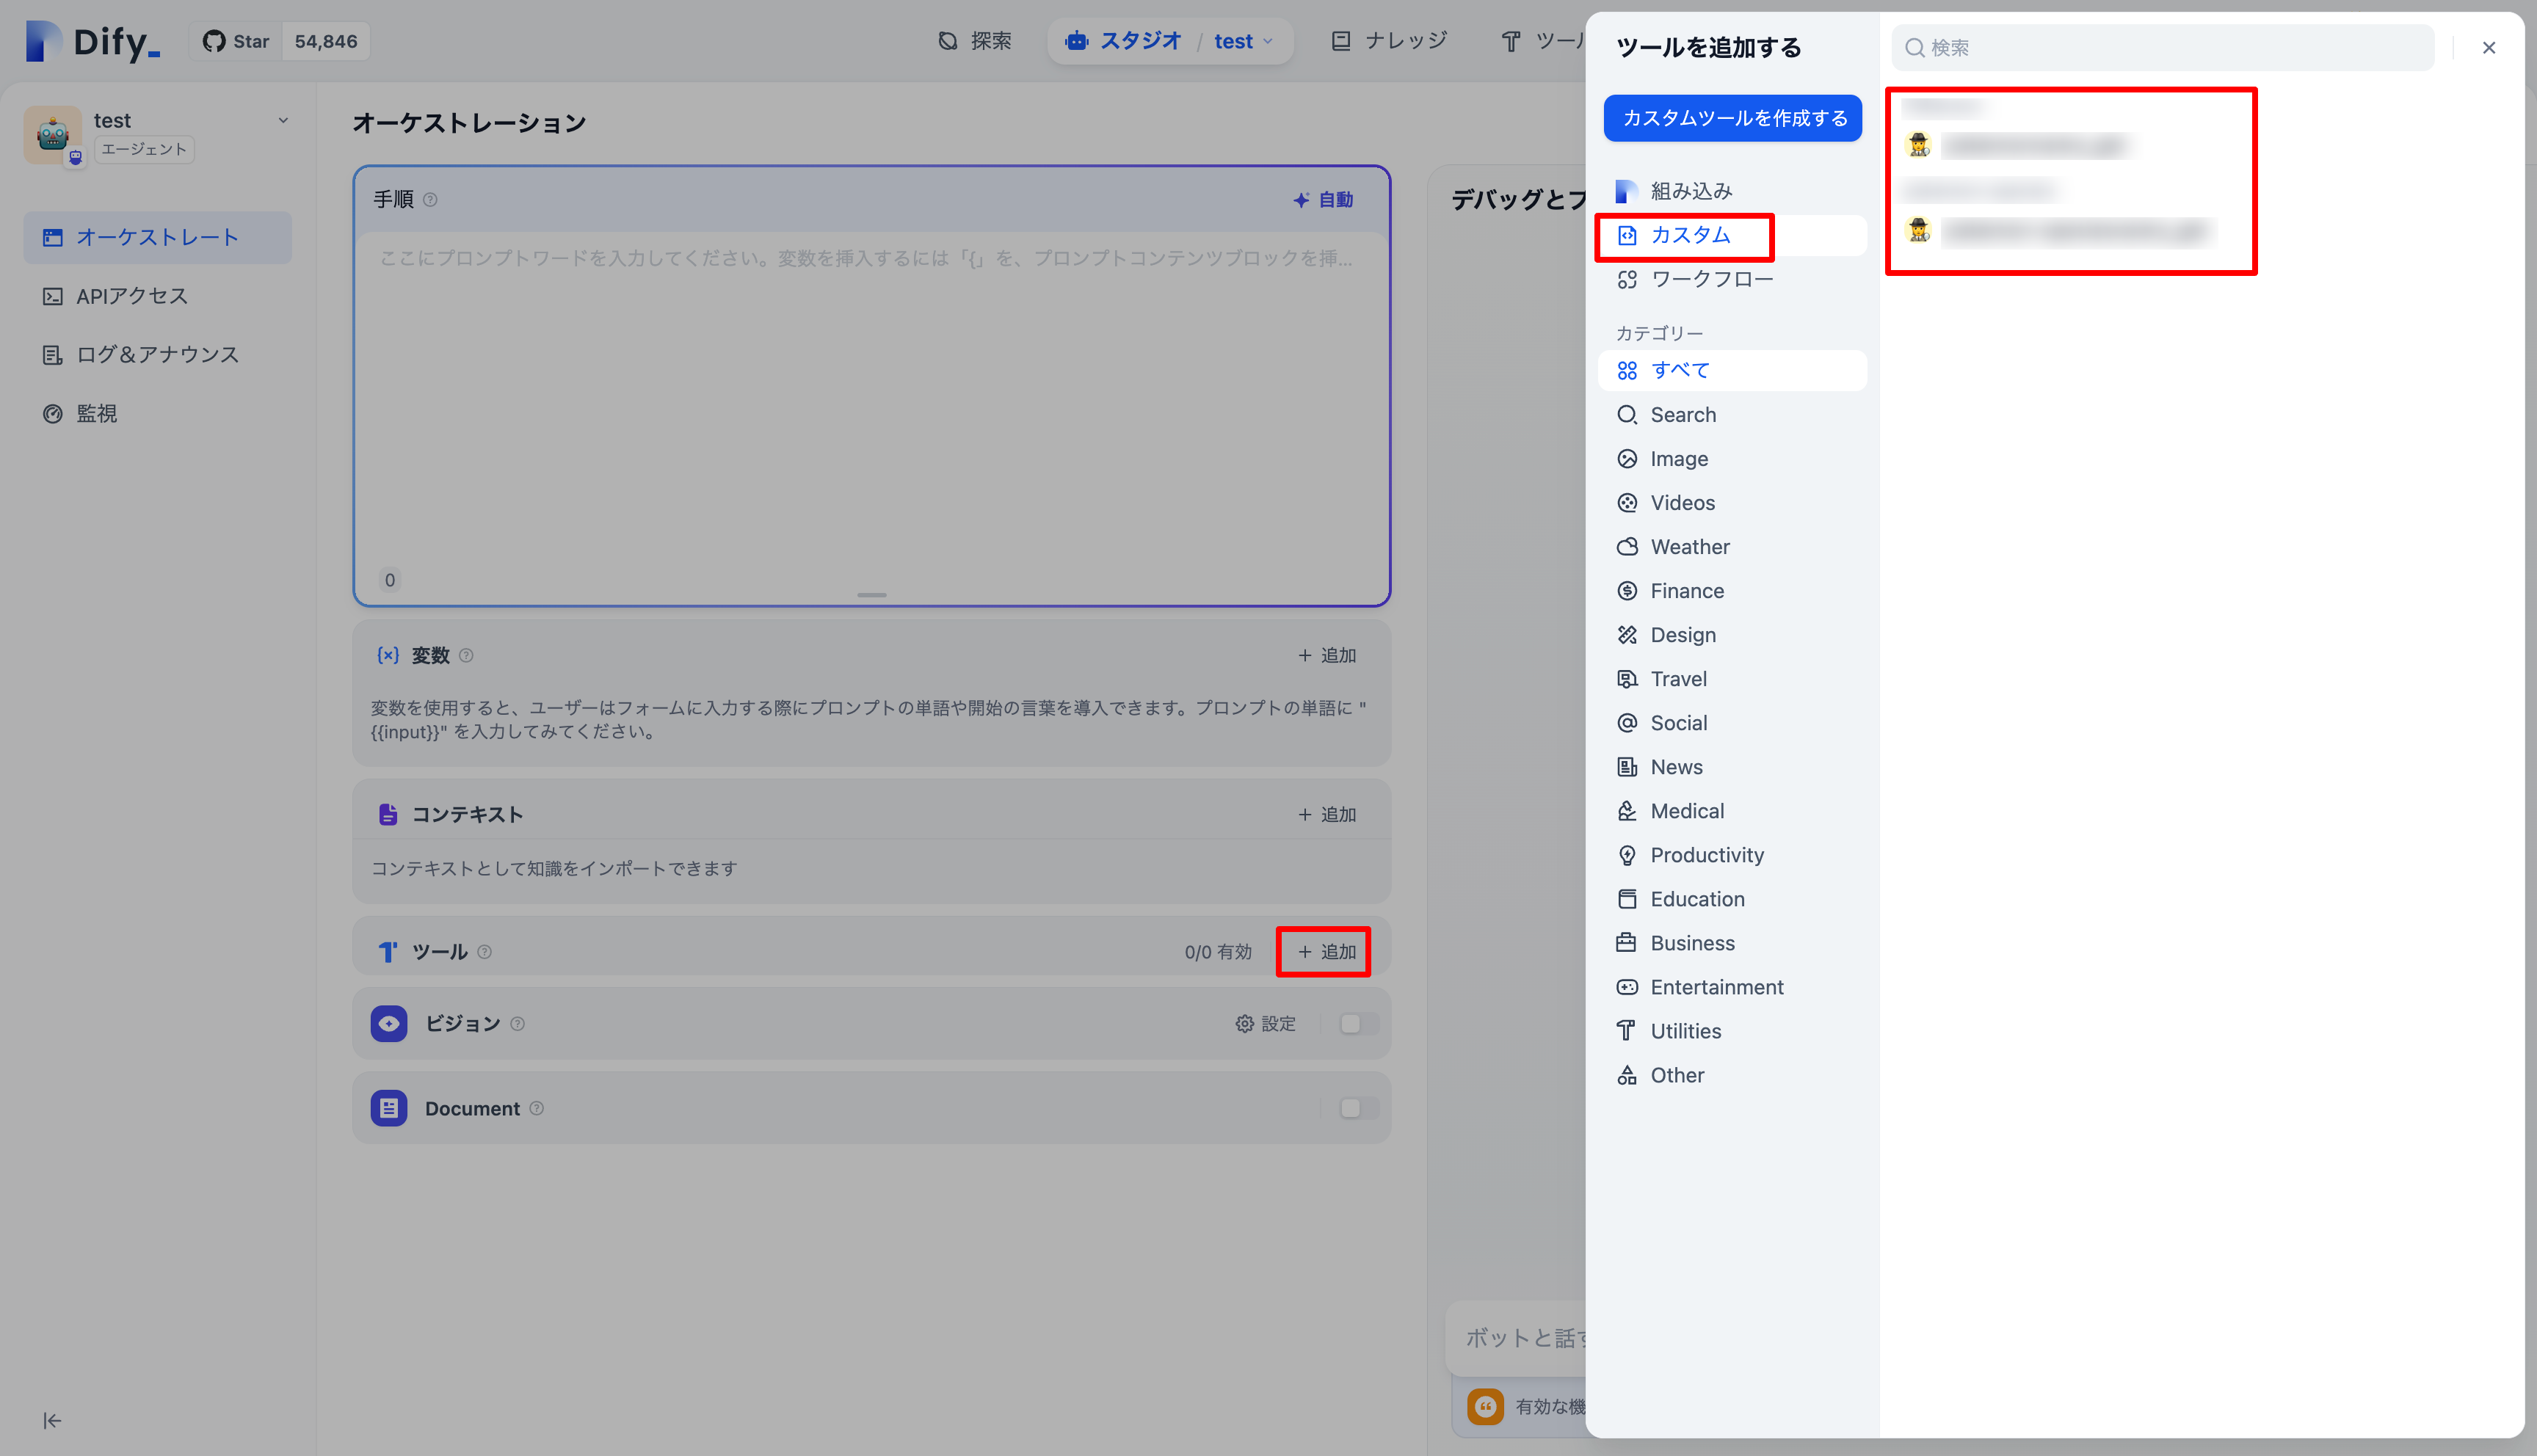 Dify_
Star 54,846
探索
スタジオ / test
ナレッジ
ツール
test
エージェント
オーケストレート
APIアクセス
ログ＆アナウンス
監視
オーケストレーション
手順
自動
ここにプロンプトワードを入力してください。変数を挿入するには「{」を、プロンプトコンテンツブロックを挿...
0
{x} 変数
+ 追加
変数を使用すると、ユーザーはフォームに入力する際にプロンプトの単語や開始の言葉を導入できます。プロンプトの単語に "
{{input}}" を入力してみてください。
コンテキスト
+ 追加
コンテキストとして知識をインポートできます
ツール
0/0 有効
+ 追加
ビジョン
設定
Document
デバッグとプ
ボットと話す
有効な機
ツールを追加する
カスタムツールを作成する
組み込み
カスタム
ワークフロー
カテゴリー
すべて
Search
Image
Videos
Weather
Finance
Design
Travel
Social
News
Medical
Productivity
Education
Business
Entertainment
Utilities
Other
検索